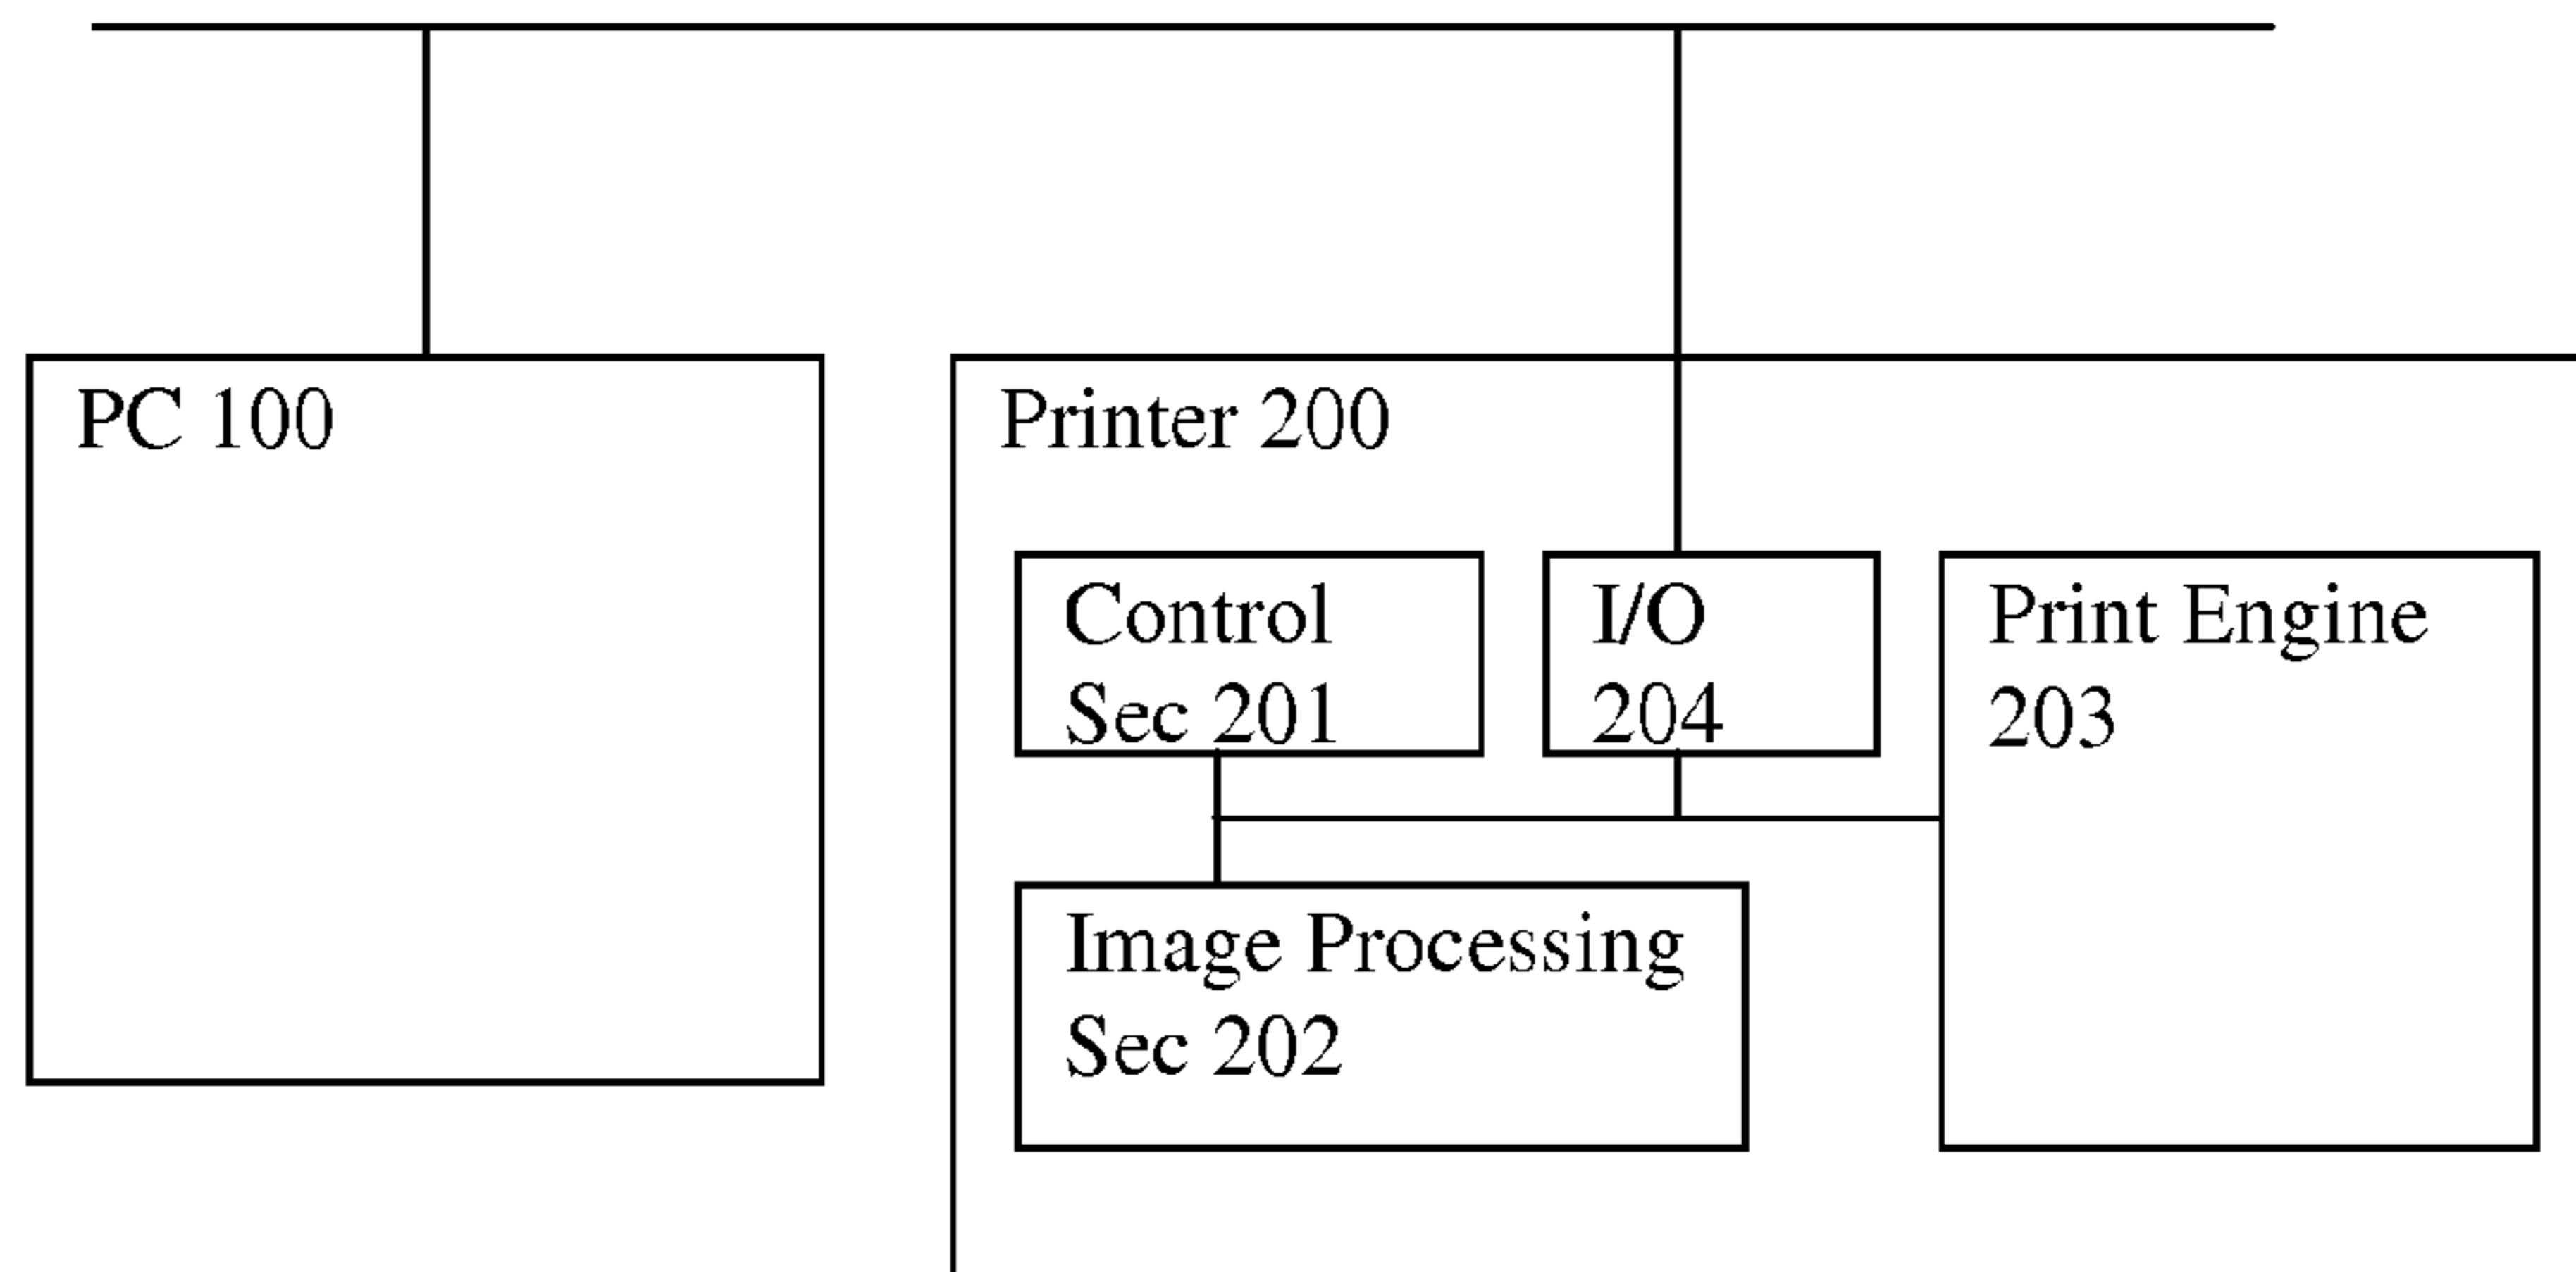 PC 100
Printer 200
Control
Sec 201
I/O
204
Print Engine
203
Image Processing
Sec 202